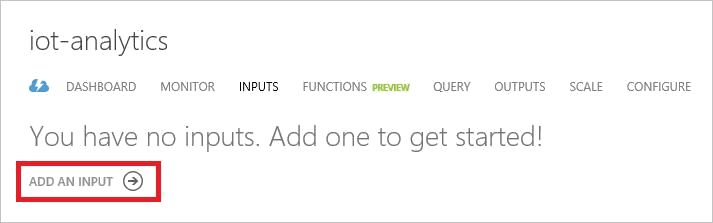 iot-analytics
DASHBOARD MONITOR INPUTS FUNCTIONS PREVIEW QUERY OUTPUTS SCALE CONFIGURE
You have no inputs. Add one to get started!
ADD AN INPUT